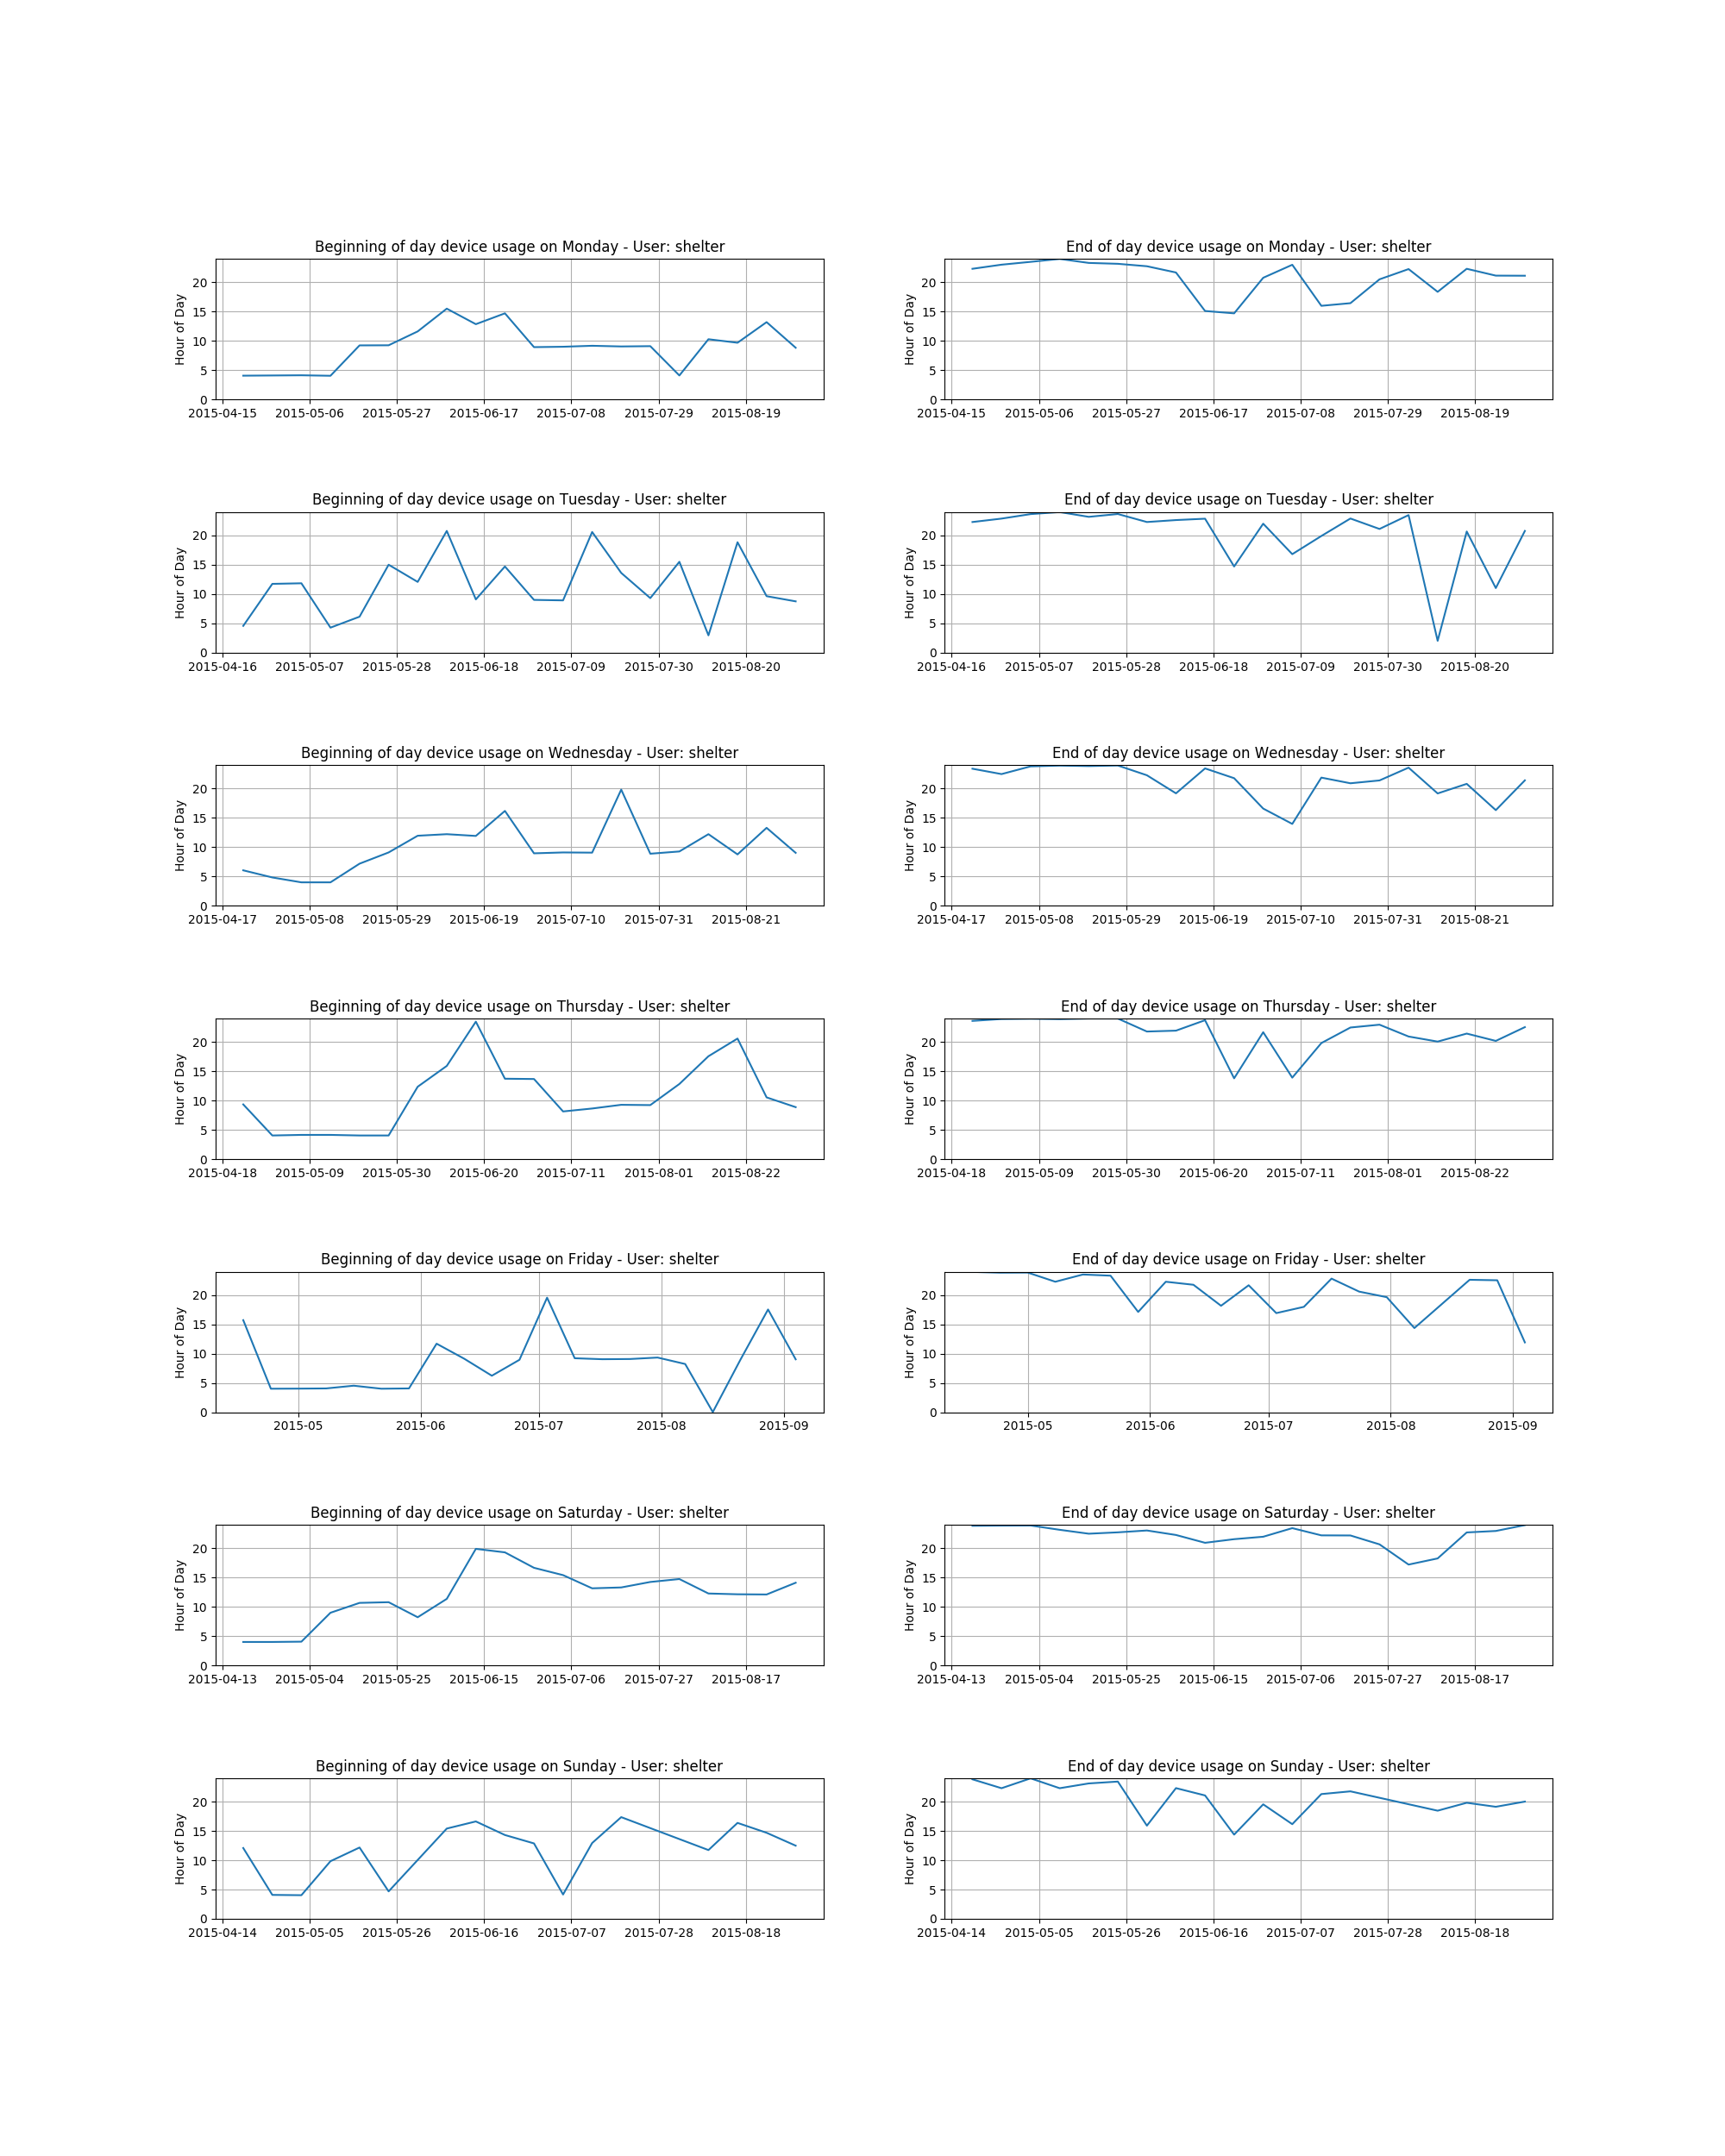 Beginning of day device usage on Monday - User: shelter
Hour of Day
20
15
10
5
0
2015-04-15 2015-05-06 2015-05-27 2015-06-17 2015-07-08 2015-07-29 2015-08-19
End of day device usage on Monday - User: shelter
Hour of Day
20
15
10
5
0
2015-04-15 2015-05-06 2015-05-27 2015-06-17 2015-07-08 2015-07-29 2015-08-19
Beginning of day device usage on Tuesday - User: shelter
Hour of Day
20
15
10
5
0
2015-04-16 2015-05-07 2015-05-28 2015-06-18 2015-07-09 2015-07-30 2015-08-20
End of day device usage on Tuesday - User: shelter
Hour of Day
20
15
10
5
0
2015-04-16 2015-05-07 2015-05-28 2015-06-18 2015-07-09 2015-07-30 2015-08-20
Beginning of day device usage on Wednesday - User: shelter
Hour of Day
20
15
10
5
0
2015-04-17 2015-05-08 2015-05-29 2015-06-19 2015-07-10 2015-07-31 2015-08-21
End of day device usage on Wednesday - User: shelter
Hour of Day
20
15
10
5
0
2015-04-17 2015-05-08 2015-05-29 2015-06-19 2015-07-10 2015-07-31 2015-08-21
Beginning of day device usage on Thursday - User: shelter
Hour of Day
20
15
10
5
0
2015-04-18 2015-05-09 2015-05-30 2015-06-20 2015-07-11 2015-08-01 2015-08-22
End of day device usage on Thursday - User: shelter
Hour of Day
20
15
10
5
0
2015-04-18 2015-05-09 2015-05-30 2015-06-20 2015-07-11 2015-08-01 2015-08-22
Beginning of day device usage on Friday - User: shelter
Hour of Day
20
15
10
5
0
2015-05 2015-06 2015-07 2015-08 2015-09
End of day device usage on Friday - User: shelter
Hour of Day
20
15
10
5
0
2015-05 2015-06 2015-07 2015-08 2015-09
Beginning of day device usage on Saturday - User: shelter
Hour of Day
20
15
10
5
0
2015-04-13 2015-05-04 2015-05-25 2015-06-15 2015-07-06 2015-07-27 2015-08-17
End of day device usage on Saturday - User: shelter
Hour of Day
20
15
10
5
0
2015-04-13 2015-05-04 2015-05-25 2015-06-15 2015-07-06 2015-07-27 2015-08-17
Beginning of day device usage on Sunday - User: shelter
Hour of Day
20
15
10
5
0
2015-04-14 2015-05-05 2015-05-26 2015-06-16 2015-07-07 2015-07-28 2015-08-18
End of day device usage on Sunday - User: shelter
Hour of Day
20
15
10
5
0
2015-04-14 2015-05-05 2015-05-26 2015-06-16 2015-07-07 2015-07-28 2015-08-18